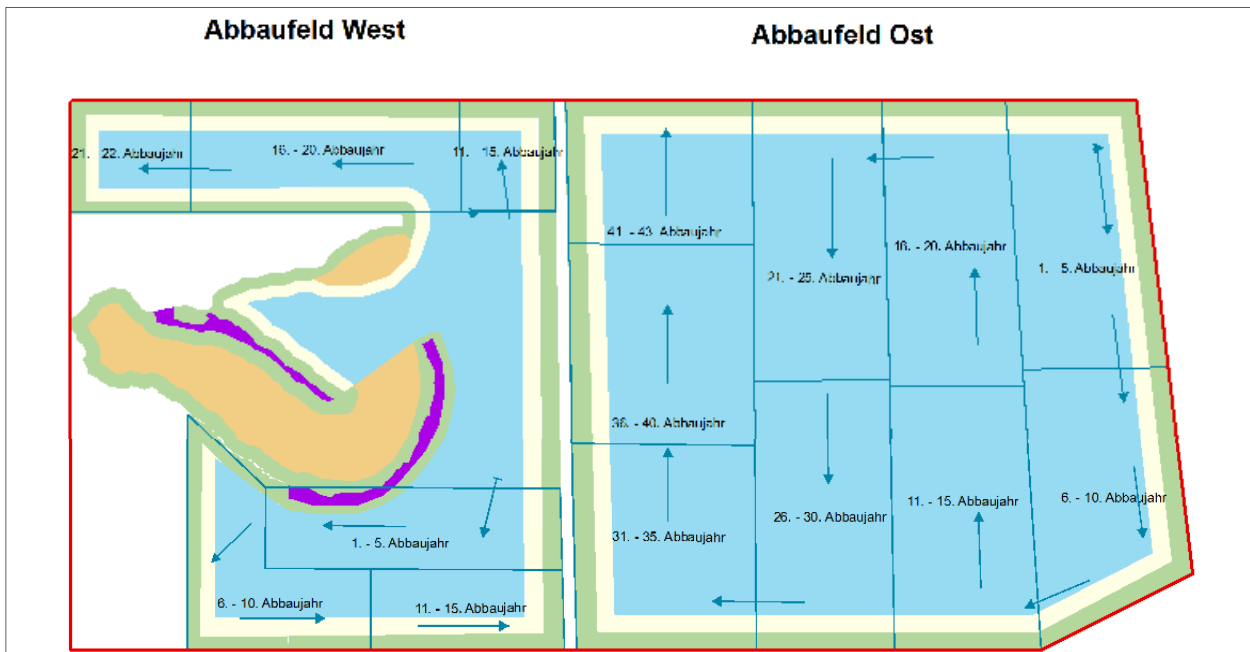 Abbaufeld West
Abbaufeld Ost
21. - 22. Abbaujahr
16. - 20. Abbaujahr
11. - 15. Abbaujahr
1. - 5. Abbaujahr
6. - 10. Abbaujahr
11. - 15. Abbaujahr
41. - 43. Abbaujahr
21. - 25. Abbaujahr
16. - 20. Abbaujahr
1. 5. Abbaujahr
36. - 40. Abbaujahr
31. - 35. Abbaujahr
26. - 30. Abbaujahr
11. - 15. Abbaujahr
6. - 10. Abbaujahr